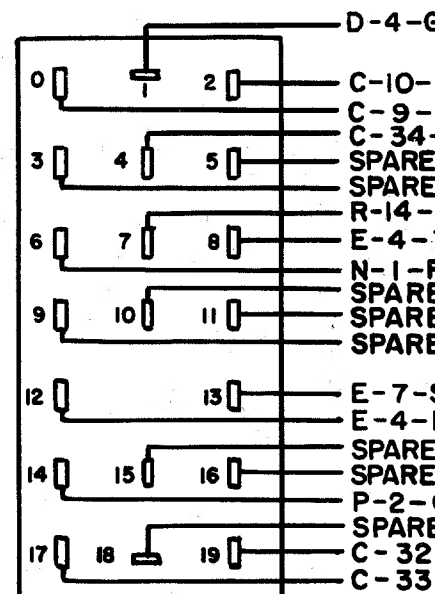 D-4-G
0 1 2 C-10-
C-9-
C-34-
3 4 5 SPARE
SPARE
R-14-
6 7 8 E-4-
N-1-F
SPARE
9 10 11 SPARE
SPARE
12 13 E-7-S
E-4-
SPARE
14 15 16 SPARE
P-2-
SPARE
17 18 19 C-32
C-33